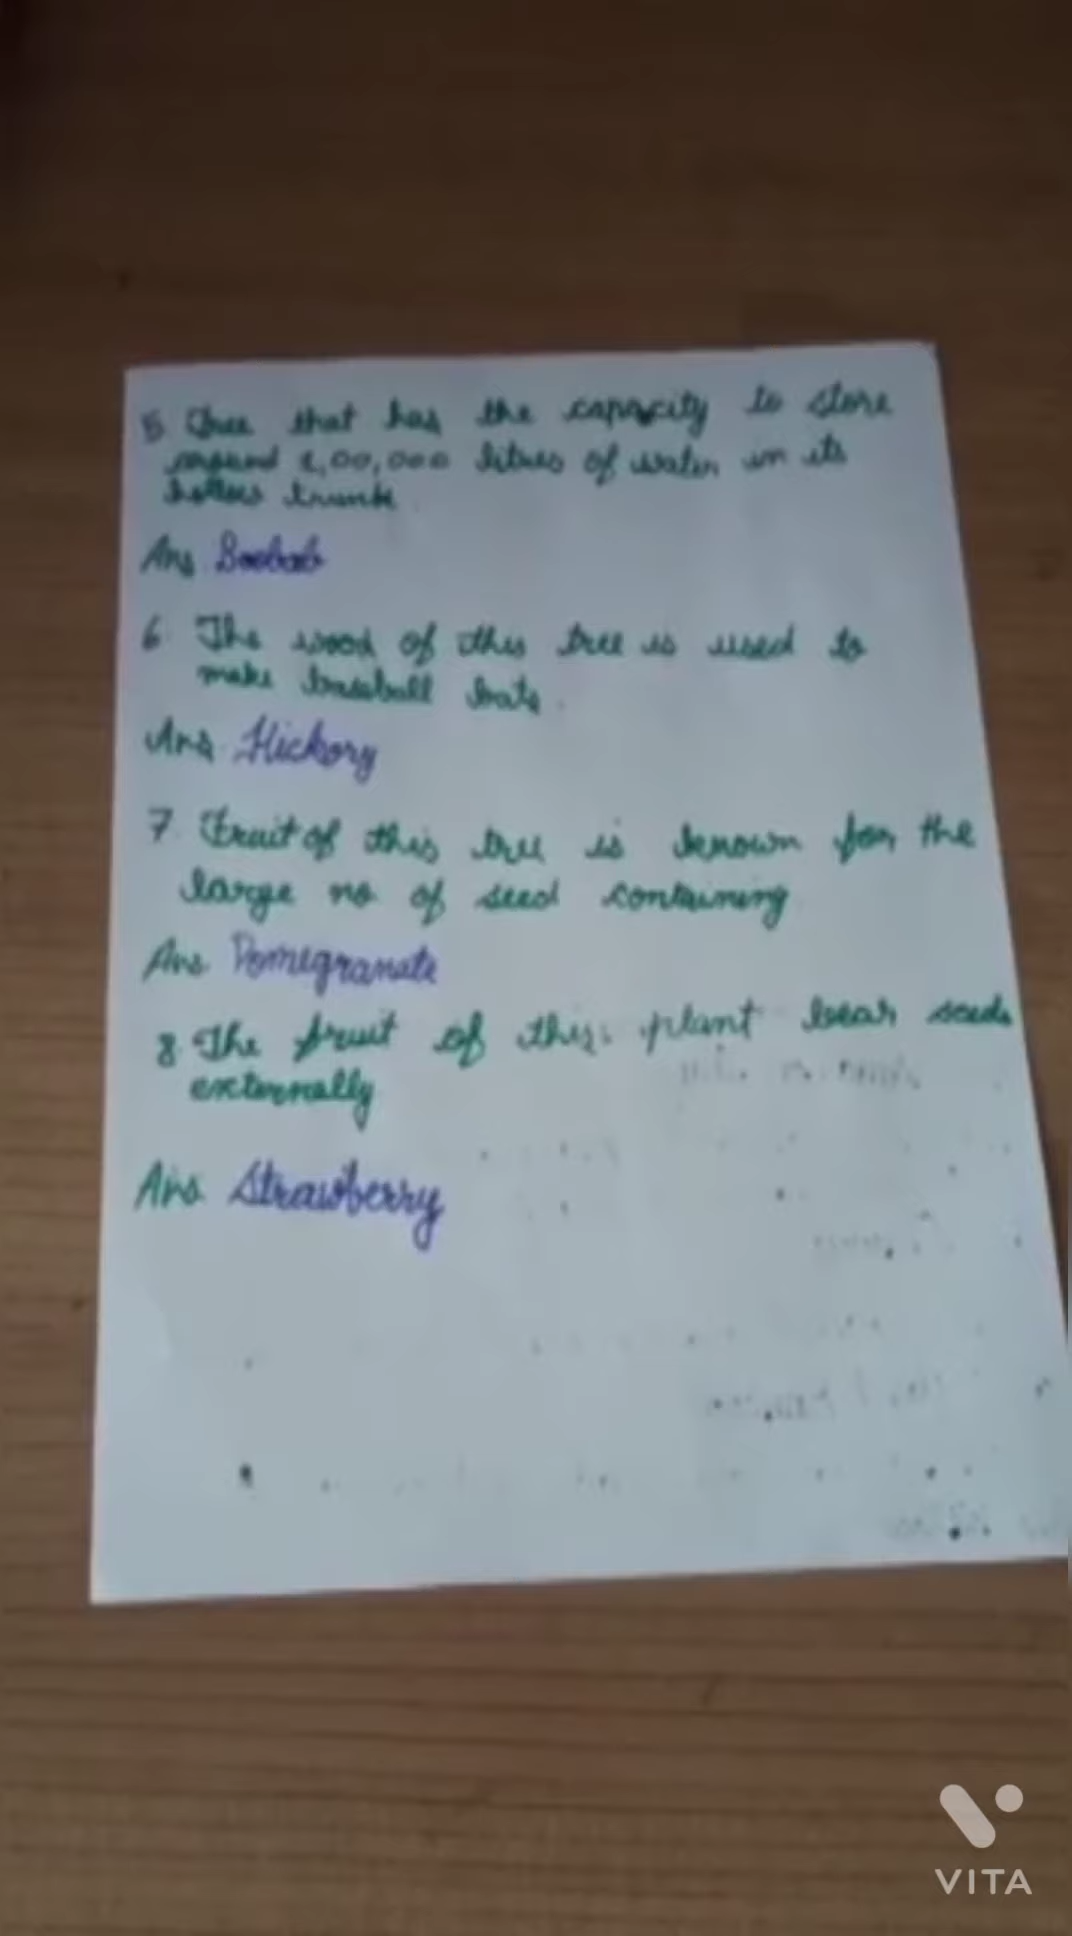 5 Tree that has the capacity to store
around 1,00,000 litres of water in its
hollow trunk.
Ans Boobab
6. The wood of this tree is used to
make baseball bats.
Ans Hickory
7. Fruit of this tree is known for the
large no of seed containing
Ans Pomegranate
8. The fruit of this plant bear seeds
externally
Ans Strawberry
VITA